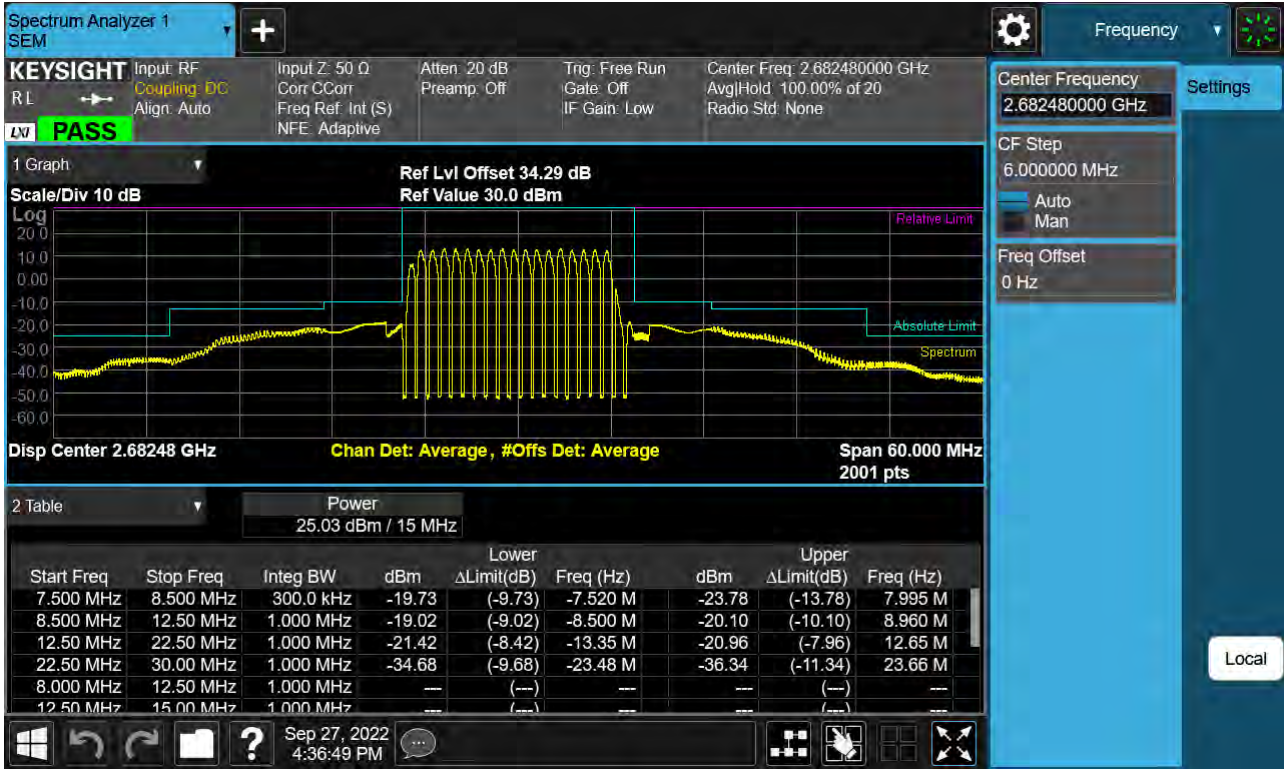 Spectrum Analyzer 1
SEM
+
Frequency
KEYSIGHT
RL
LXI
PASS
Input: RF
Coupling: DC
Align: Auto
Input Z: 50 Ω
Corr CCorr
Freq Ref: Int (S)
NFE: Adaptive
Atten: 20 dB
Preamp: Off
Trig: Free Run
Gate: Off
IF Gain: Low
Center Freq: 2.682480000 GHz
Avg|Hold: 100.00% of 20
Radio Std: None
Center Frequency
2.682480000 GHz
Settings
CF Step
6.000000 MHz
Auto
Man
Freq Offset
0 Hz
1 Graph
Scale/Div 10 dB
Ref Lvl Offset 34.29 dB
Ref Value 30.0 dBm
Log
20.0
10.0
0.00
-10.0
-20.0
-30.0
-40.0
-50.0
-60.0
Relative Limit
Absolute Limit
Spectrum
Disp Center 2.68248 GHz
Chan Det: Average, #Offs Det: Average
Span 60.000 MHz
2001 pts
2 Table
Power
25.03 dBm / 15 MHz
Lower Upper
Start Freq Stop Freq Integ BW dBm ΔLimit(dB) Freq (Hz) dBm ΔLimit(dB) Freq (Hz)
7.500 MHz 8.500 MHz 300.0 kHz -19.73 (-9.73) -7.520 M -23.78 (-13.78) 7.995 M
8.500 MHz 12.50 MHz 1.000 MHz -19.02 (-9.02) -8.500 M -20.10 (-10.10) 8.960 M
12.50 MHz 22.50 MHz 1.000 MHz -21.42 (-8.42) -13.35 M -20.96 (-7.96) 12.65 M
22.50 MHz 30.00 MHz 1.000 MHz -34.68 (-9.68) -23.48 M -36.34 (-11.34) 23.66 M
8.000 MHz 12.50 MHz 1.000 MHz --- (---) --- --- (---) ---
12.50 MHz 15.00 MHz 1.000 MHz --- (---) --- --- (---) ---
Local
?
Sep 27, 2022
4:36:49 PM